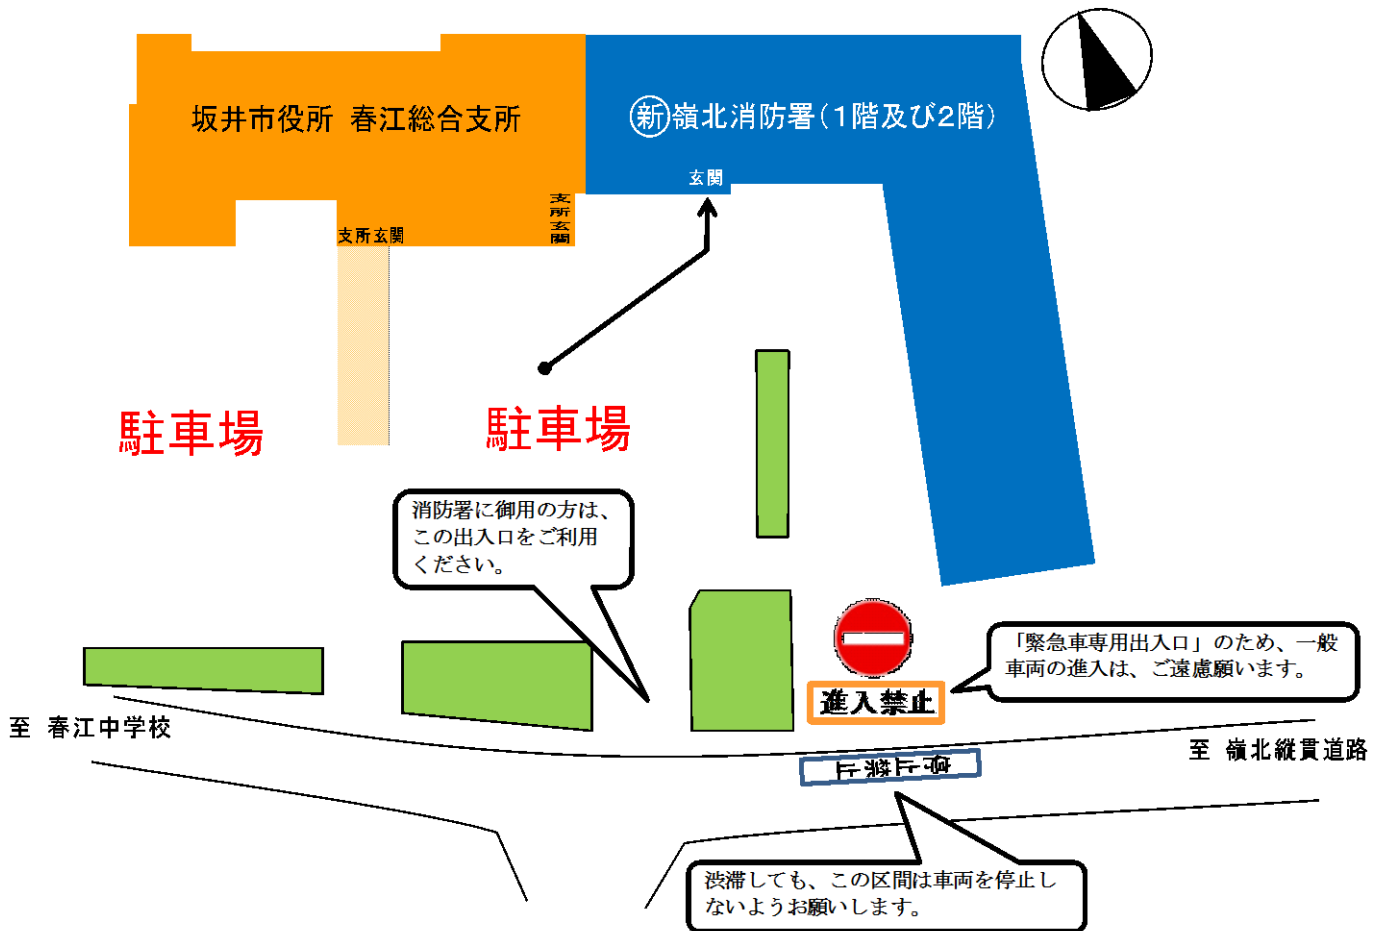 坂井市役所 春江総合支所
新嶺北消防署(1階及び2階)
玄関
支所玄関
支所玄関
駐車場
駐車場
消防署に御用の方は、
この出入口をご利用
ください。
「緊急車専用出入口」のため、一般
車両の進入は、ご遠慮願います。
進入禁止
至 春江中学校
至 嶺北縦貫道路
停止禁止
渋滞しても、この区間は車両を停止し
ないようお願いします。